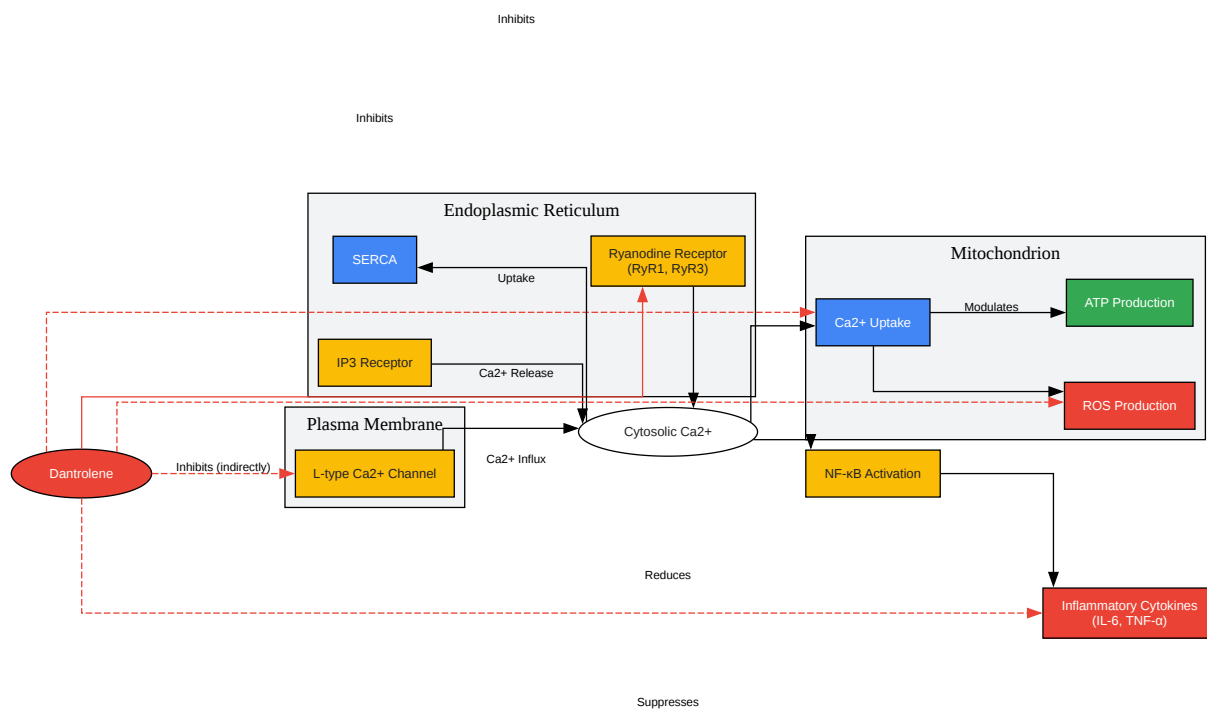 Inhibits
Inhibits
Endoplasmic Reticulum
SERCA
Ryanodine Receptor
(RyR1, RyR3)
Uptake
IP3 Receptor
Ca2+ Release
Mitochondrion
Ca2+ Uptake
Modulates
ATP Production
ROS Production
Plasma Membrane
L-type Ca2+ Channel
Ca2+ Influx
Cytosolic Ca2+
Dantrolene
Inhibits (indirectly)
NF-κB Activation
Reduces
Inflammatory Cytokines
(IL-6, TNF-α)
Suppresses